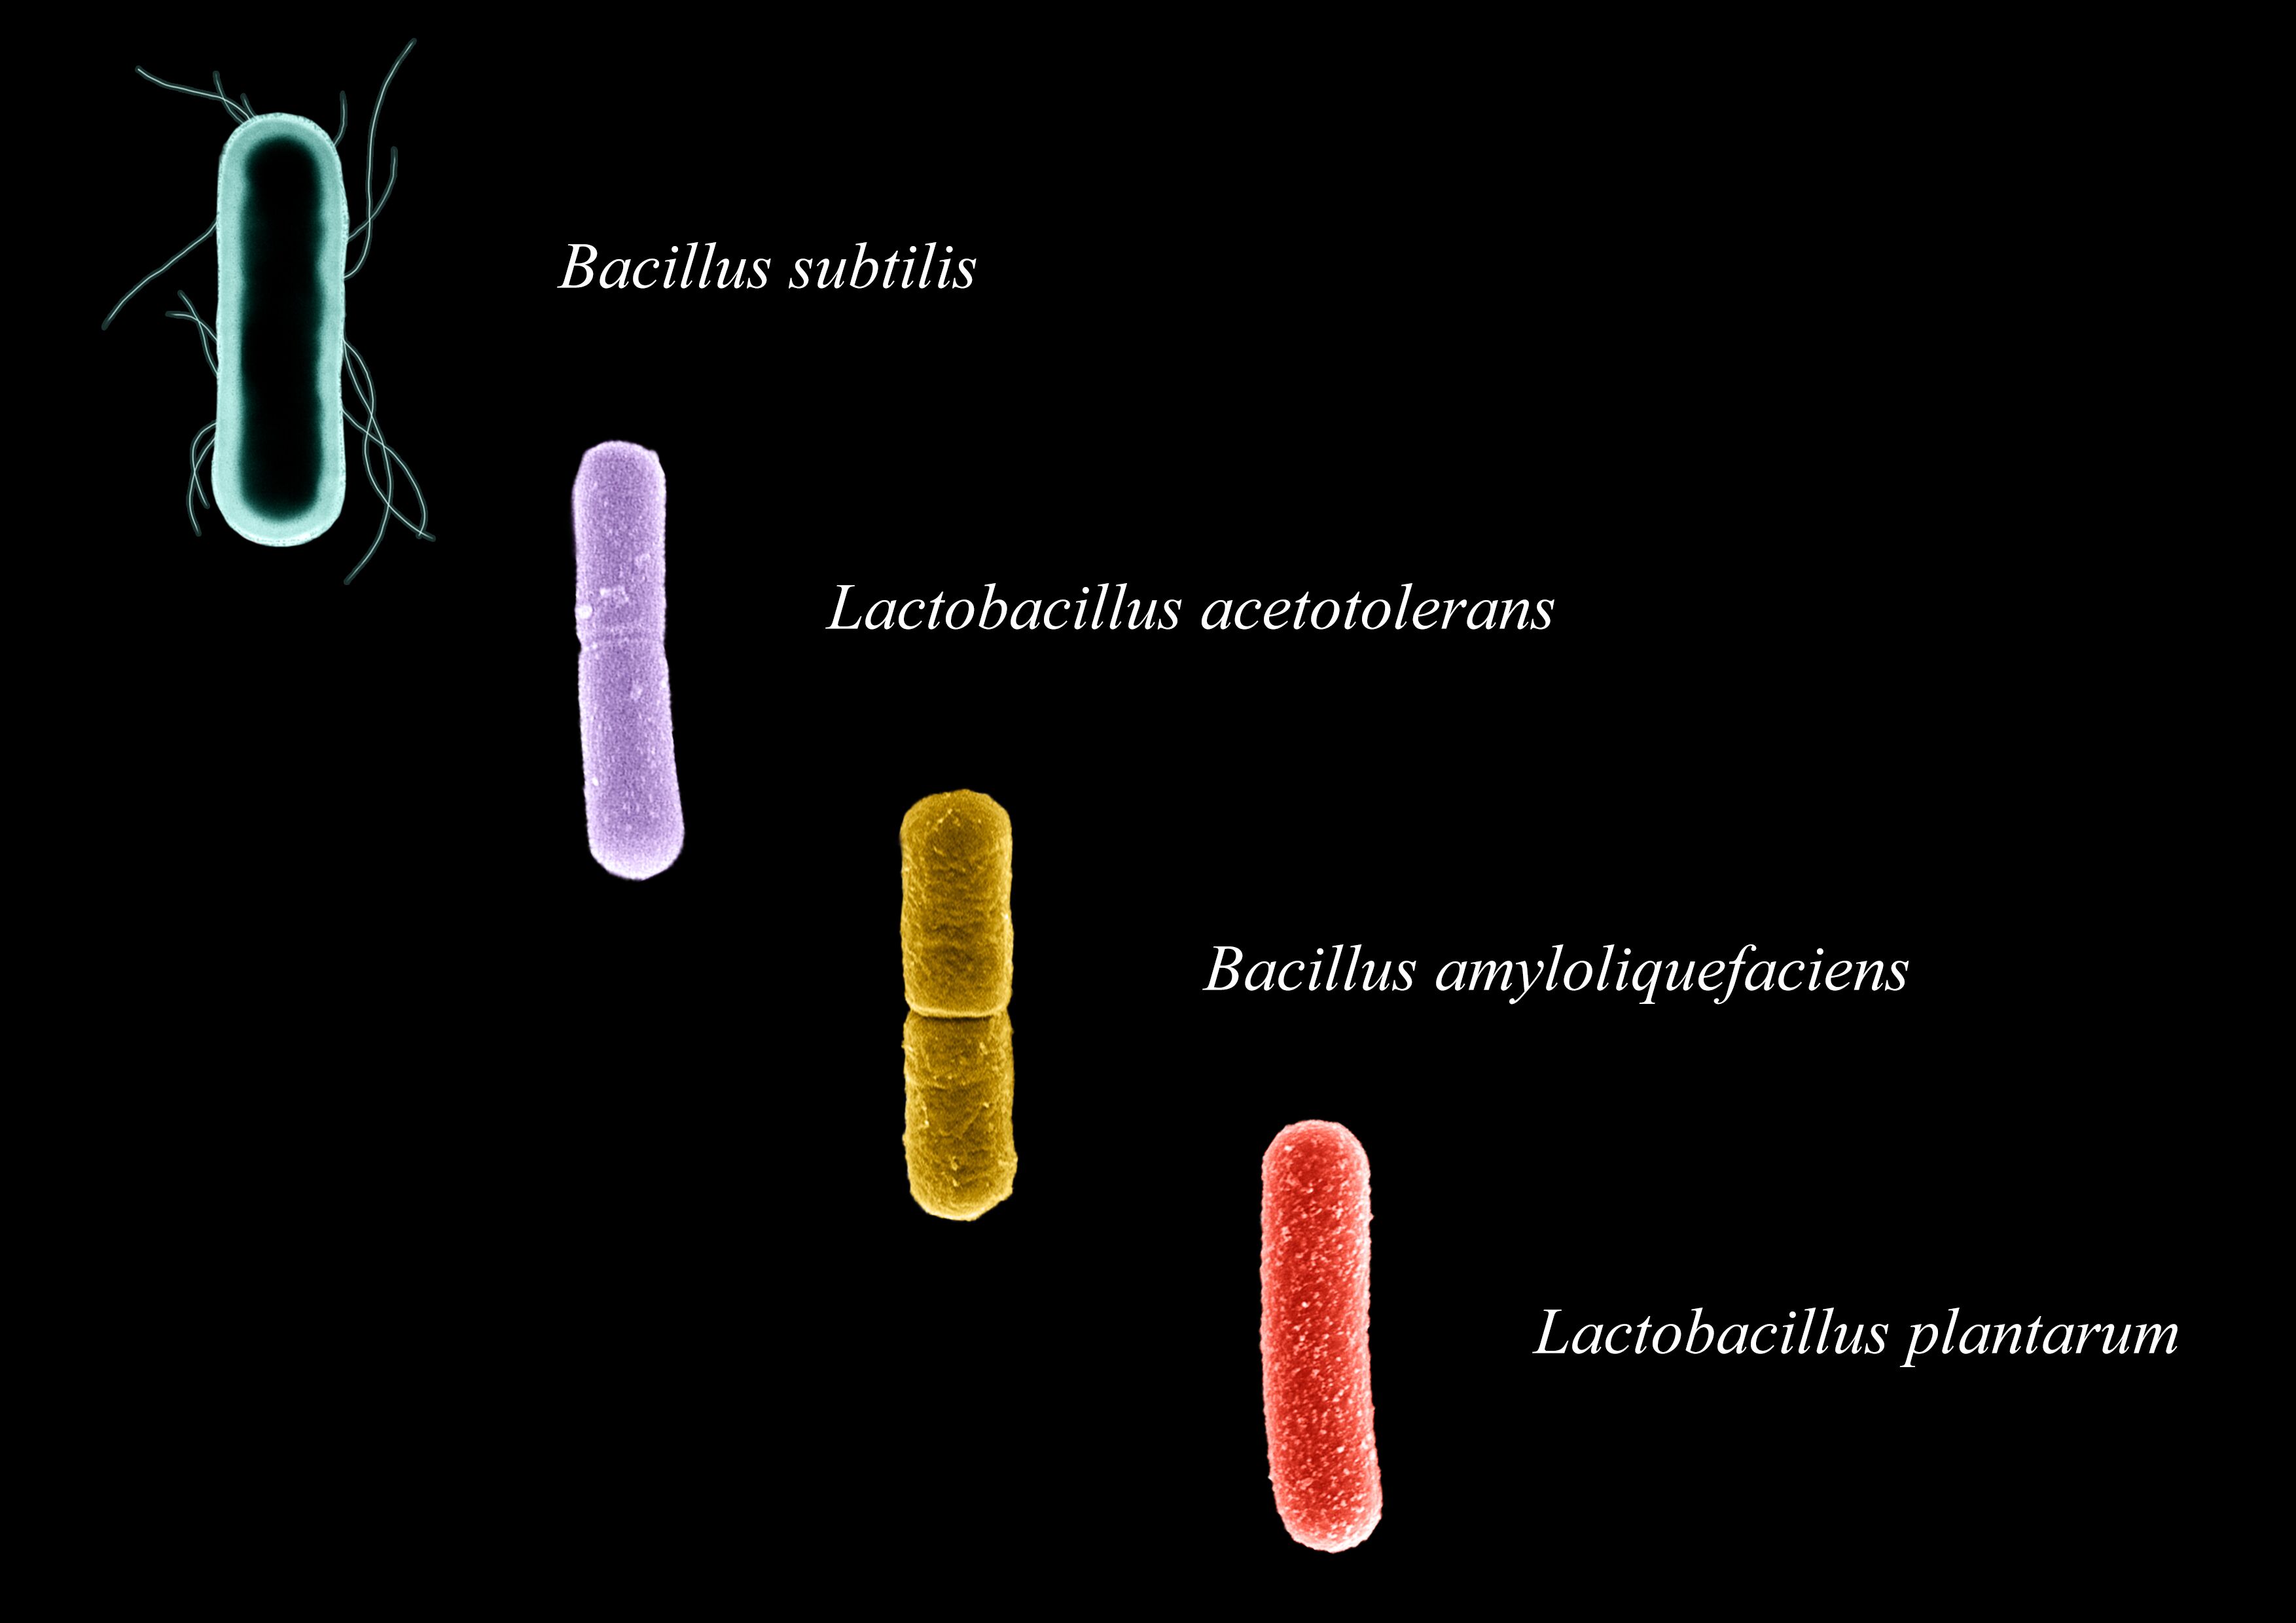 Bacillus subtilis
Lactobacillus acetotolerans
Bacillus amyloliquefaciens
Lactobacillus plantarum